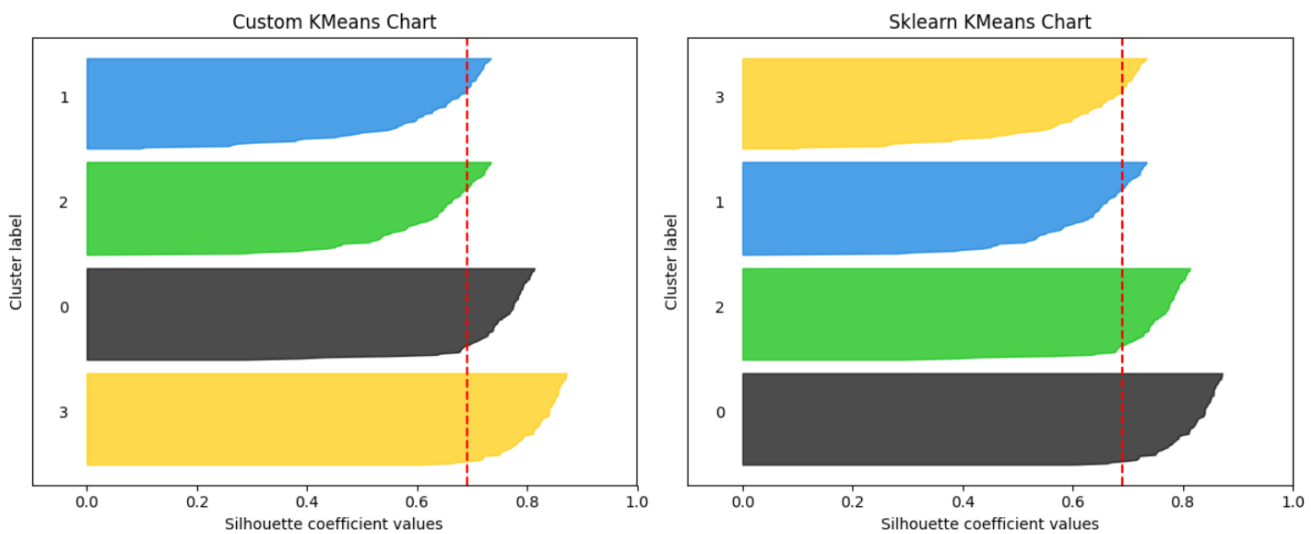 Custom KMeans Chart
Cluster label
1
2
0
3
0.0 0.2 0.4 0.6 0.8 1.0
Silhouette coefficient values
Sklearn KMeans Chart
Cluster label
3
1
2
0
0.0 0.2 0.4 0.6 0.8 1.0
Silhouette coefficient values